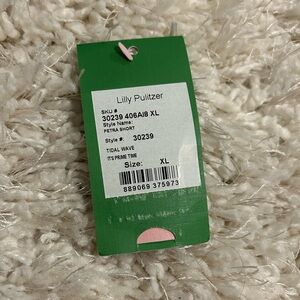 Lilly Pulitzer
SKU #
30239 406AI8 XL
Style Name:
PETRA SHORT
Style #: 30239
TIDAL WAVE
ITS PRIME TIME
Size: XL
889069 375973